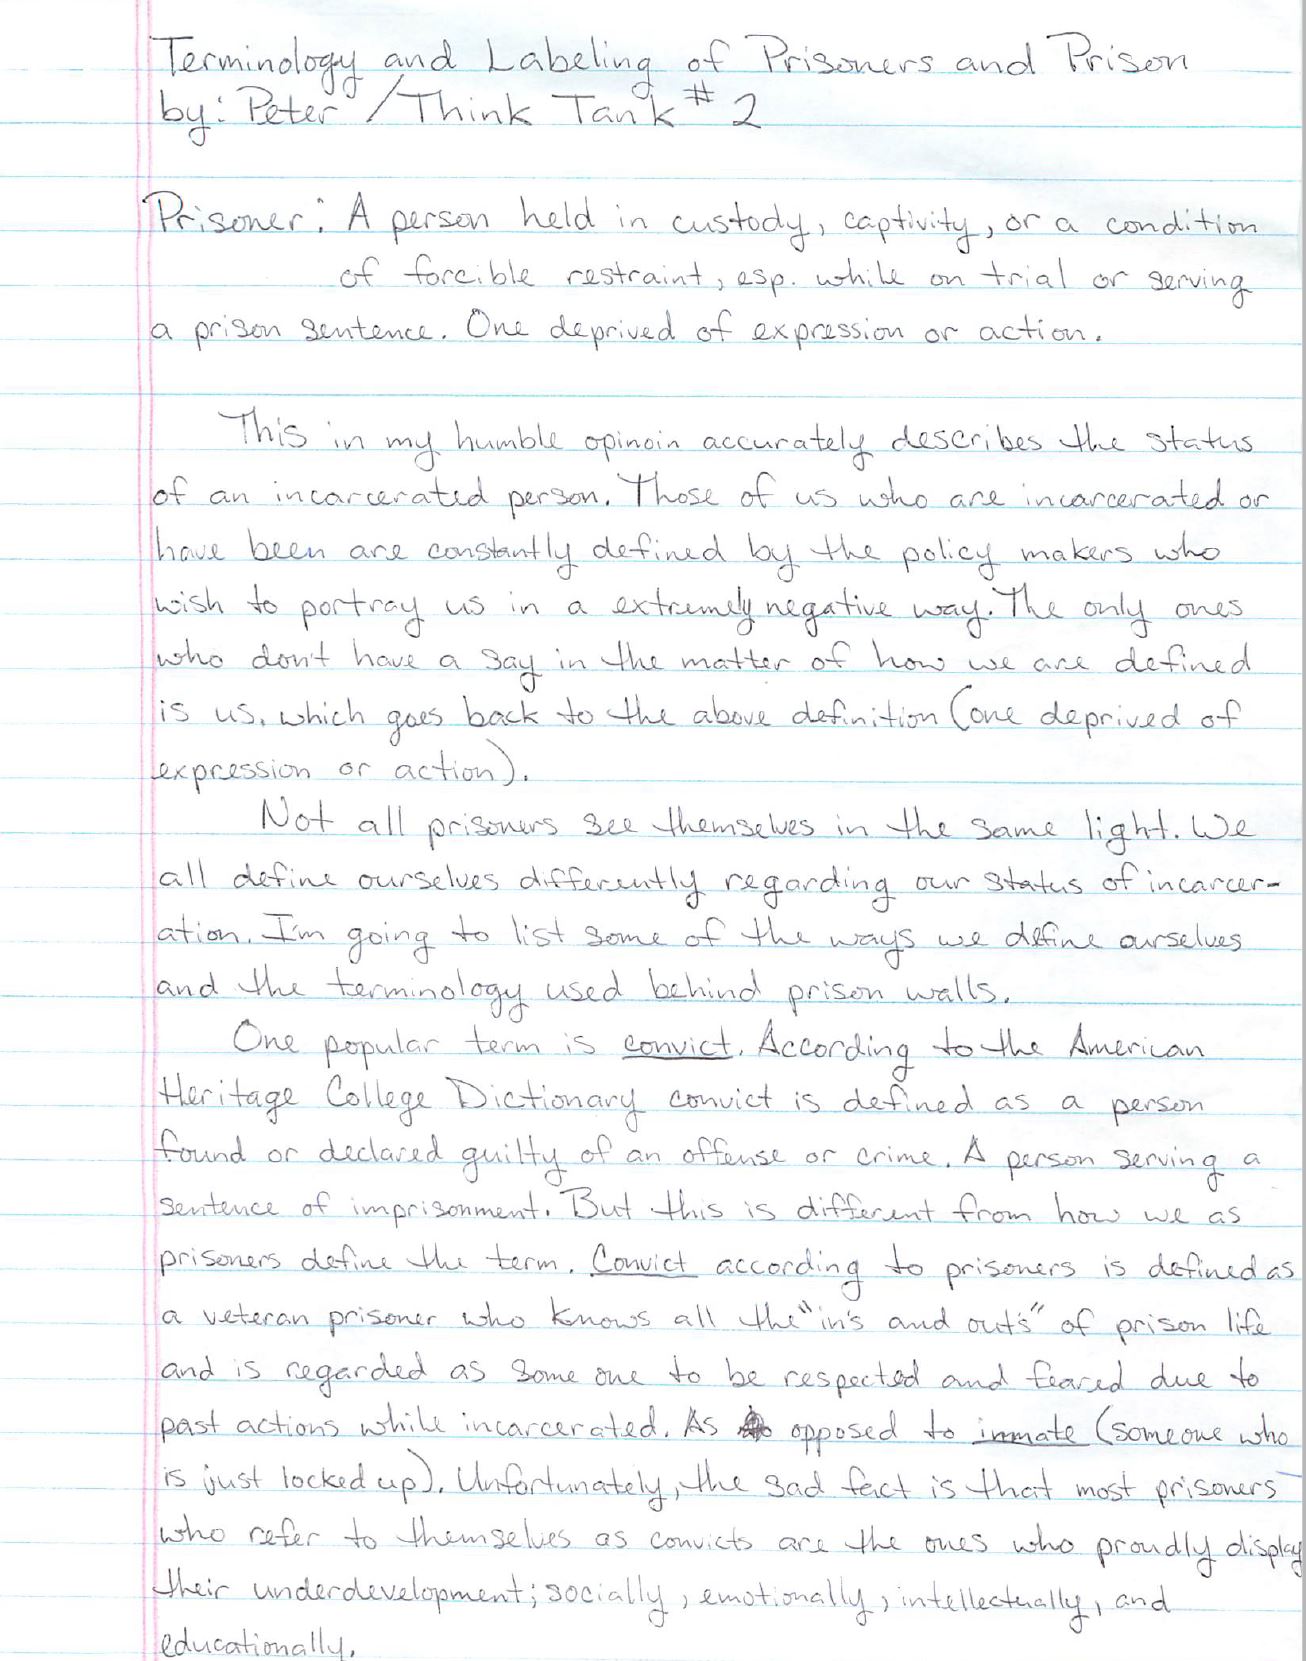 Terminology and Labeling of Prisoners and Prison
by: Peter / Think Tank # 2
Prisoner: A person held in custody, captivity, or a condition
of forcible restraint, esp. while on trial or serving
a prison sentence. One deprived of expression or action.
This in my humble opinoin accurately describes the status
of an incarcerated person. Those of us who are incarcerated or
have been are constantly defined by the policy makers who
wish to portray us in a extremely negative way. The only ones
who don't have a say in the matter of how we are defined
is us, which goes back to the above definition (one deprived of
expression or action).
Not all prisoners see themselves in the same light. We
all define ourselves differently regarding our status of incarcer-
ation. I'm going to list some of the ways we define ourselves
and the terminology used behind prison walls.
One popular term is convict. According to the American
Heritage College Dictionary convict is defined as a person
found or declared guilty of an offense or crime. A person serving a
sentence of imprisonment. But this is different from how we as
prisoners define the term. Convict according to prisoners is defined as
a veteran prisoner who knows all the "in's and out's" of prison life
and is regarded as some one to be respected and feared due to
past actions while incarcerated. As opposed to inmate (someone who
is just locked up). Unfortunately, the sad fact is that most prisoners
who refer to themselves as convicts are the ones who proudly display
their underdevelopment; socially, emotionally, intellectually, and
educationally.